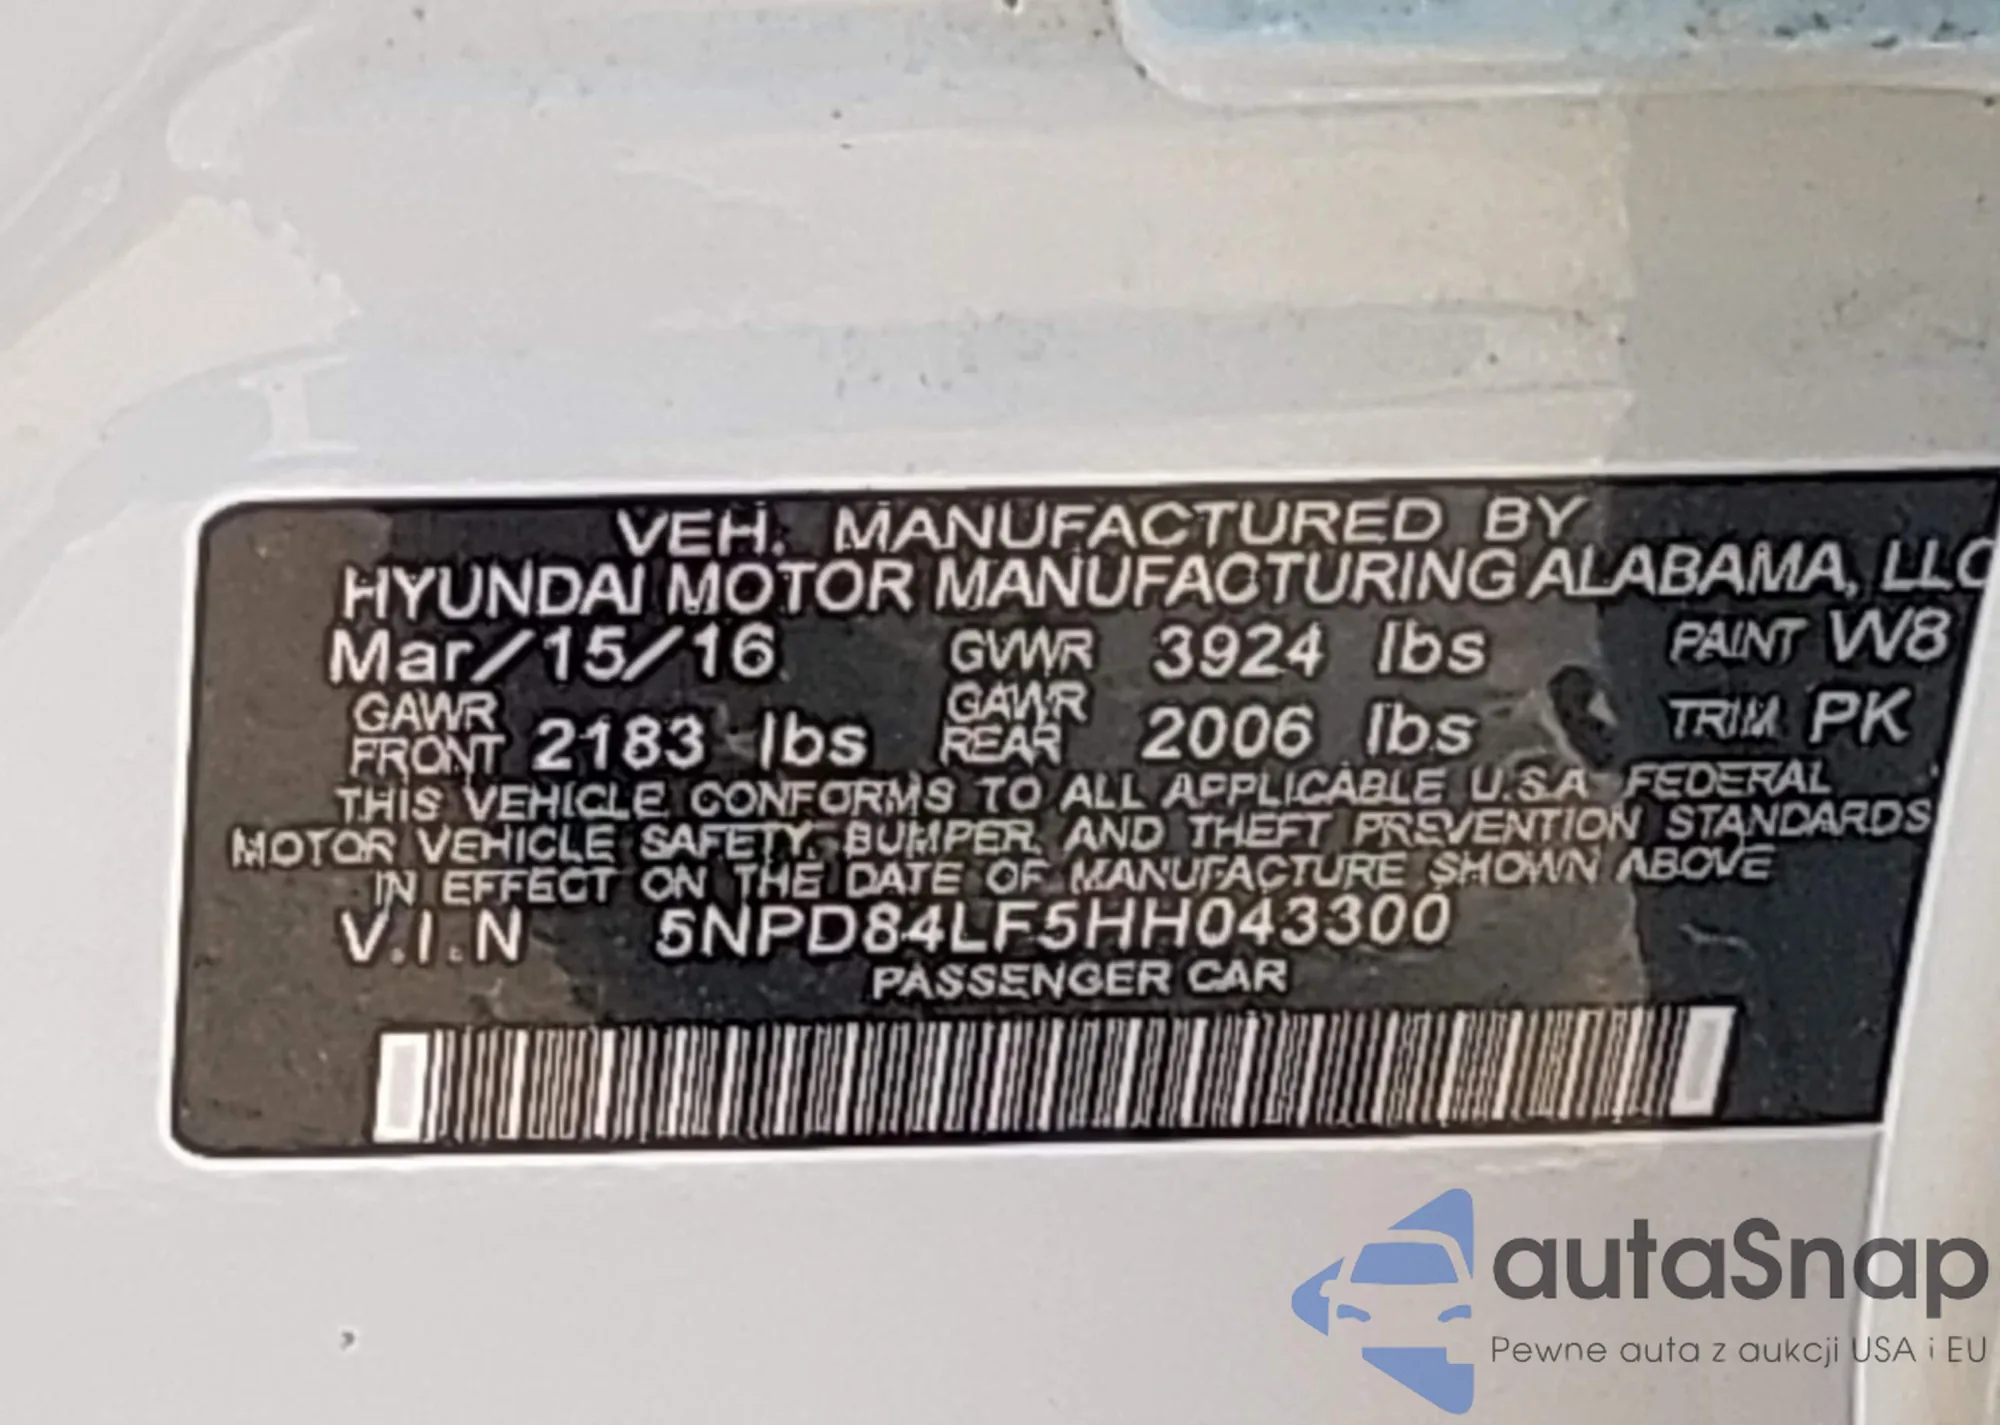 VEH. MANUFACTURED BY
HYUNDAI MOTOR MANUFACTURING ALABAMA, LLC
Mar/15/16 GVWR 3924 lbs PAINT W8
GAWR FRONT 2183 lbs GAWR REAR 2006 lbs TRIM PK
THIS VEHICLE CONFORMS TO ALL APPLICABLE U.S.A FEDERAL
MOTOR VEHICLE SAFETY, BUMPER, AND THEFT PREVENTION STANDARDS
IN EFFECT ON THE DATE OF MANUFACTURE SHOWN ABOVE
V.I.N 5NPD84LF5HH043300
PASSENGER CAR
autaSnap
Pewne auta z aukcji USA i EU